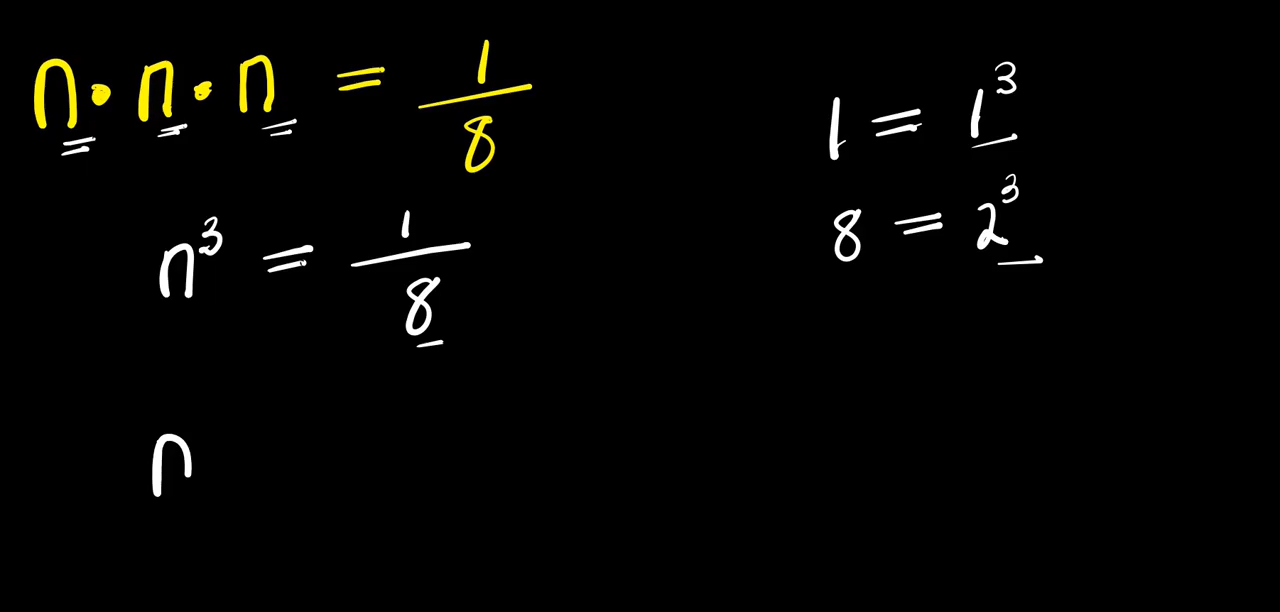 n · n · n = 1/8
n³ = 1/8
n
1 = 1³
8 = 2³